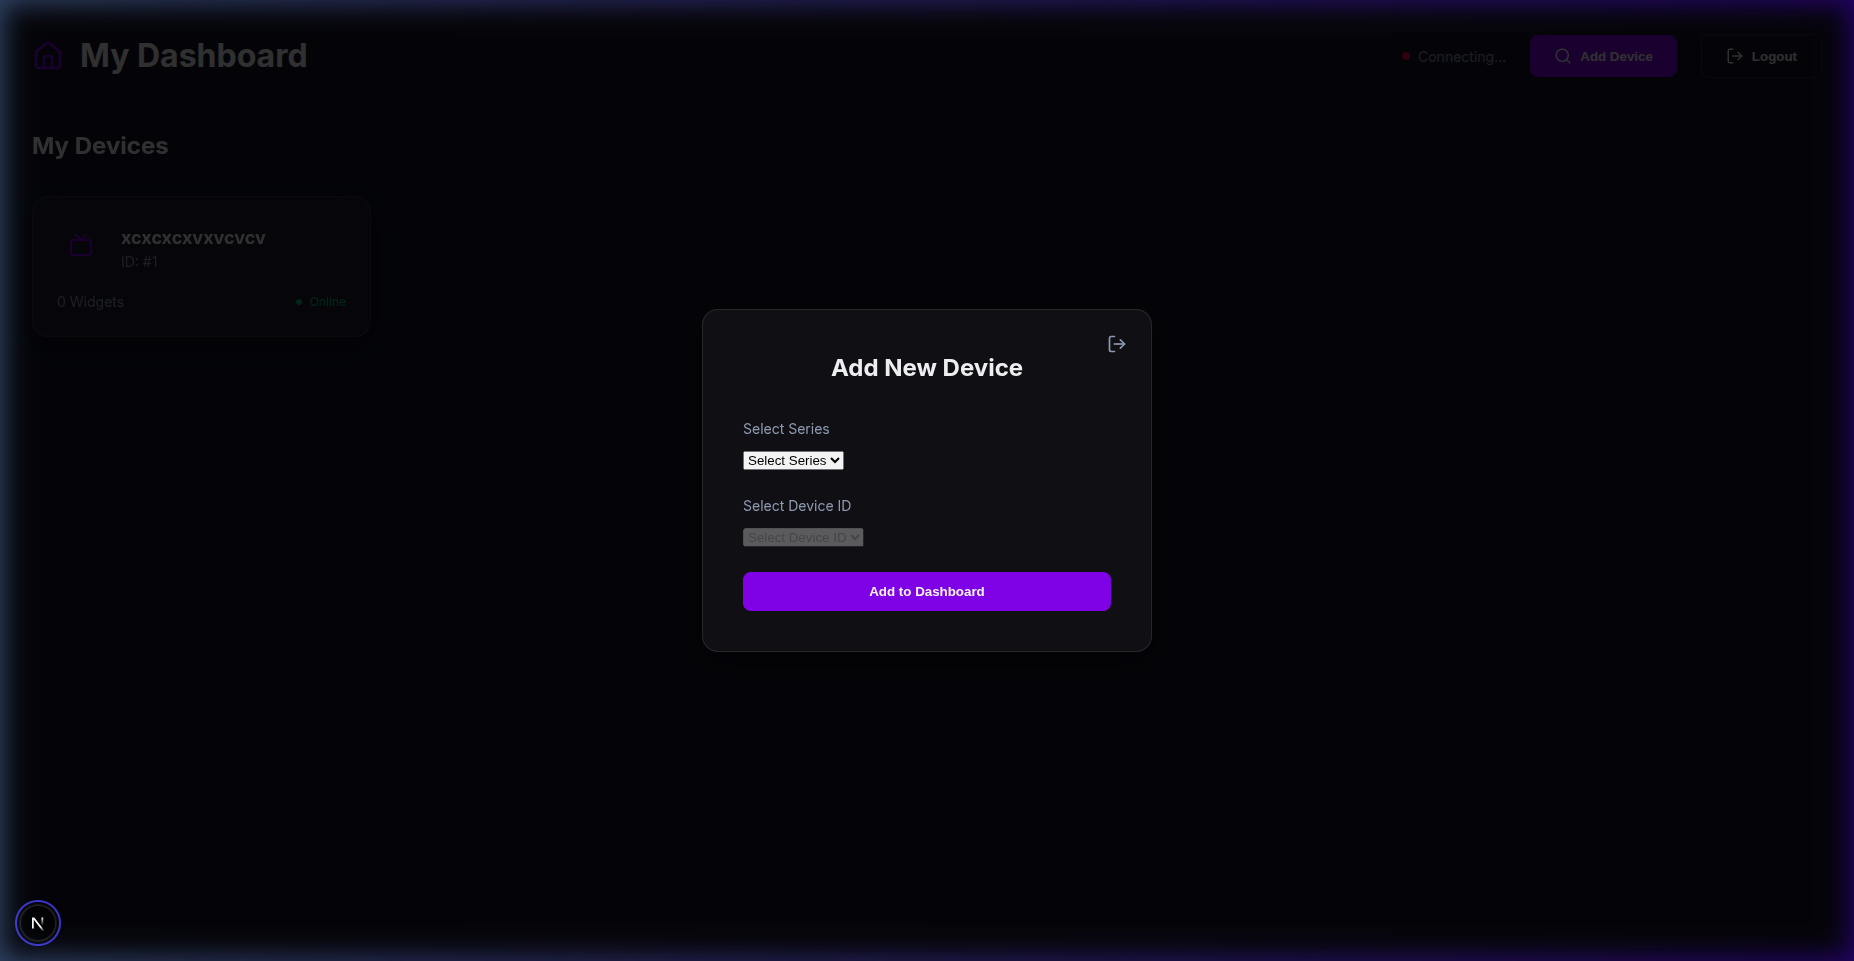 My Dashboard
Connecting...
Add Device
Logout
My Devices
xcxcxcxvxvcvcv
ID: #1
0 Widgets
Online
Add New Device
Select Series
Select Series
Select Device ID
Select Device ID
Add to Dashboard
N